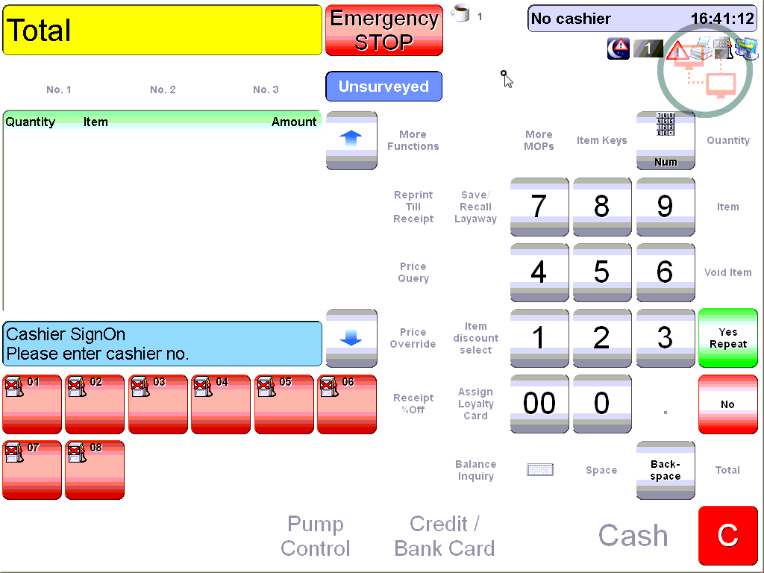 Total
Emergency
STOP
1
No cashier
16:41:12
1
No. 1
No. 2
No. 3
Unsurveyed
Quantity
Item
Amount
More
Functions
More
MOPs
Item Keys
Num
Quantity
Reprint
Till
Receipt
Save/
Recall
Layaway
7
8
9
Item
Price
Query
4
5
6
Void Item
Cashier SignOn
Please enter cashier no.
Price
Override
Item
discount
select
1
2
3
Yes
Repeat
01
02
03
04
05
06
Receipt
%Off
Assign
Loyalty
Card
00
0
.
No
07
08
Balance
Inquiry
Space
Back-
space
Total
Pump
Control
Credit /
Bank Card
Cash
C